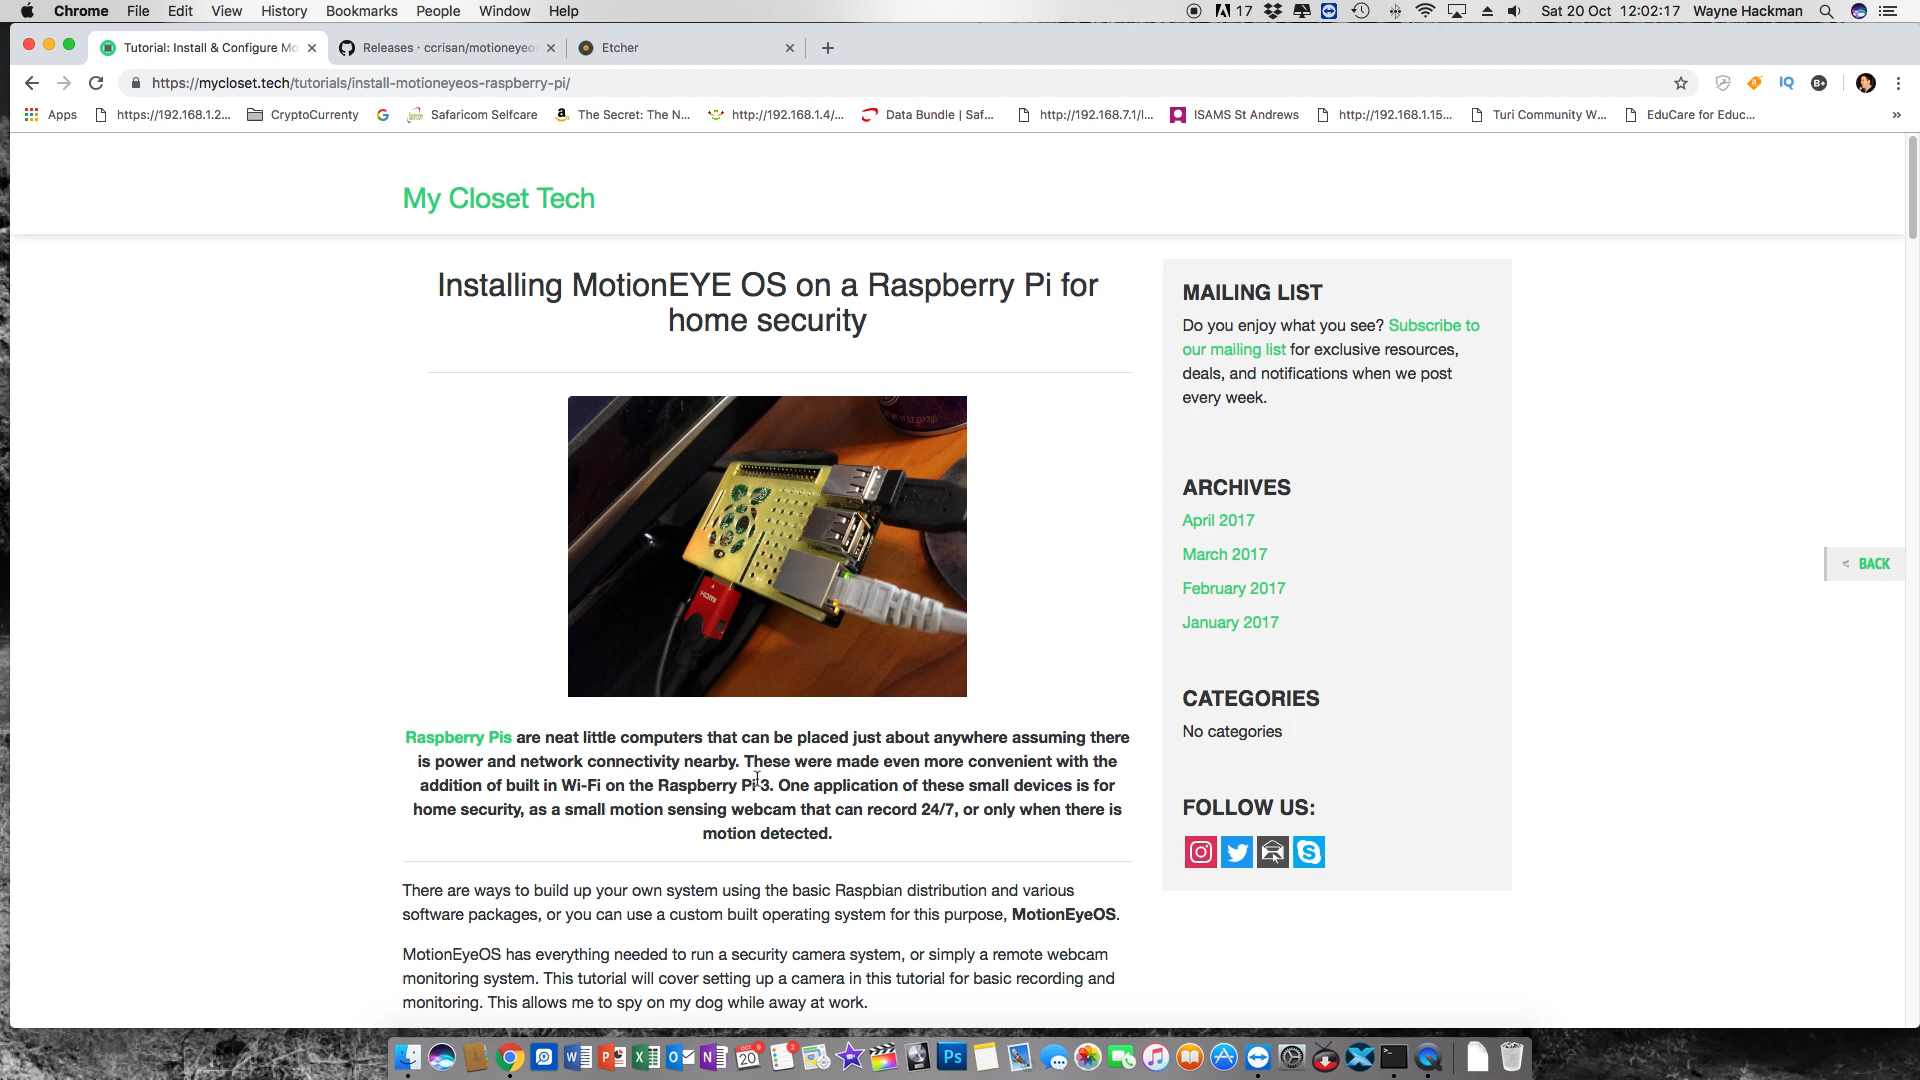 Chrome File Edit View History Bookmarks People Window Help
17 Sat 20 Oct 12:02:17 Wayne Hackman
Tutorial: Install & Configure Mo
Releases · ccrisan/motioneyeos
Etcher
https://mycloset.tech/tutorials/install-motioneyeos-raspberry-pi/
IQ B+
Apps https://192.168.1.2... CryptoCurrenty Safaricom Selfcare The Secret: The N... http://192.168.1.4/... Data Bundle | Saf... http://192.168.7.1/l... ISAMS St Andrews http://192.168.1.15... Turi Community W... EduCare for Educ... »
My Closet Tech
Installing MotionEYE OS on a Raspberry Pi for
home security
HDMI
Raspberry Pis are neat little computers that can be placed just about anywhere assuming there
is power and network connectivity nearby. These were made even more convenient with the
addition of built in Wi-Fi on the Raspberry Pi 3. One application of these small devices is for
home security, as a small motion sensing webcam that can record 24/7, or only when there is
motion detected.
There are ways to build up your own system using the basic Raspbian distribution and various
software packages, or you can use a custom built operating system for this purpose, MotionEyeOS.
MotionEyeOS has everything needed to run a security camera system, or simply a remote webcam
monitoring system. This tutorial will cover setting up a camera in this tutorial for basic recording and
monitoring. This allows me to spy on my dog while away at work.
MAILING LIST
Do you enjoy what you see? Subscribe to
our mailing list for exclusive resources,
deals, and notifications when we post
every week.
ARCHIVES
April 2017
March 2017
February 2017
January 2017
CATEGORIES
No categories
FOLLOW US:
< BACK
OCT 20 9 2 Ps